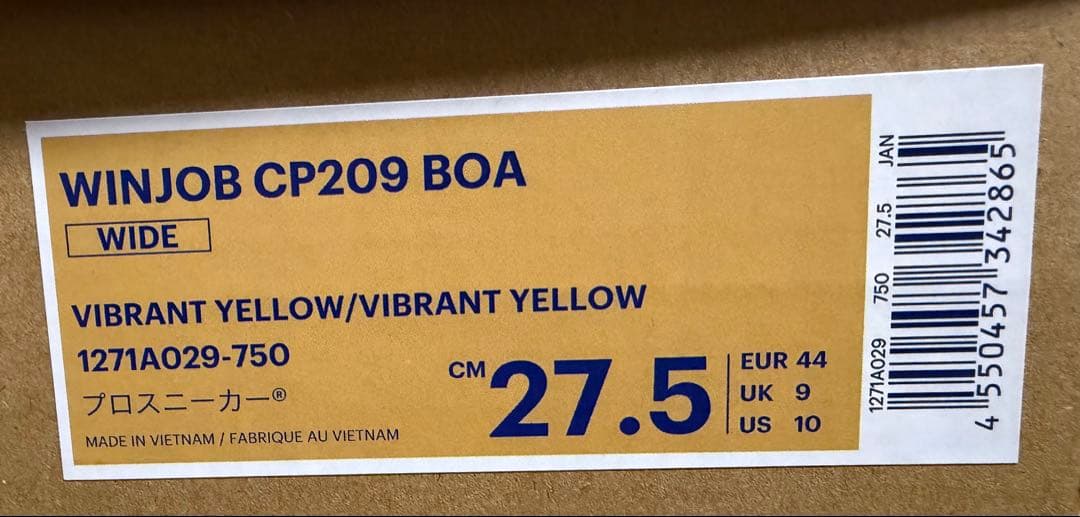 WINJOB CP209 BOA
WIDE
VIBRANT YELLOW/VIBRANT YELLOW
1271A029-750
プロスニーカー®
MADE IN VIETNAM / FABRIQUE AU VIETNAM
CM 27.5
EUR 44
UK 9
US 10
1271A029 750 27.5 JAN
4 550457 342865